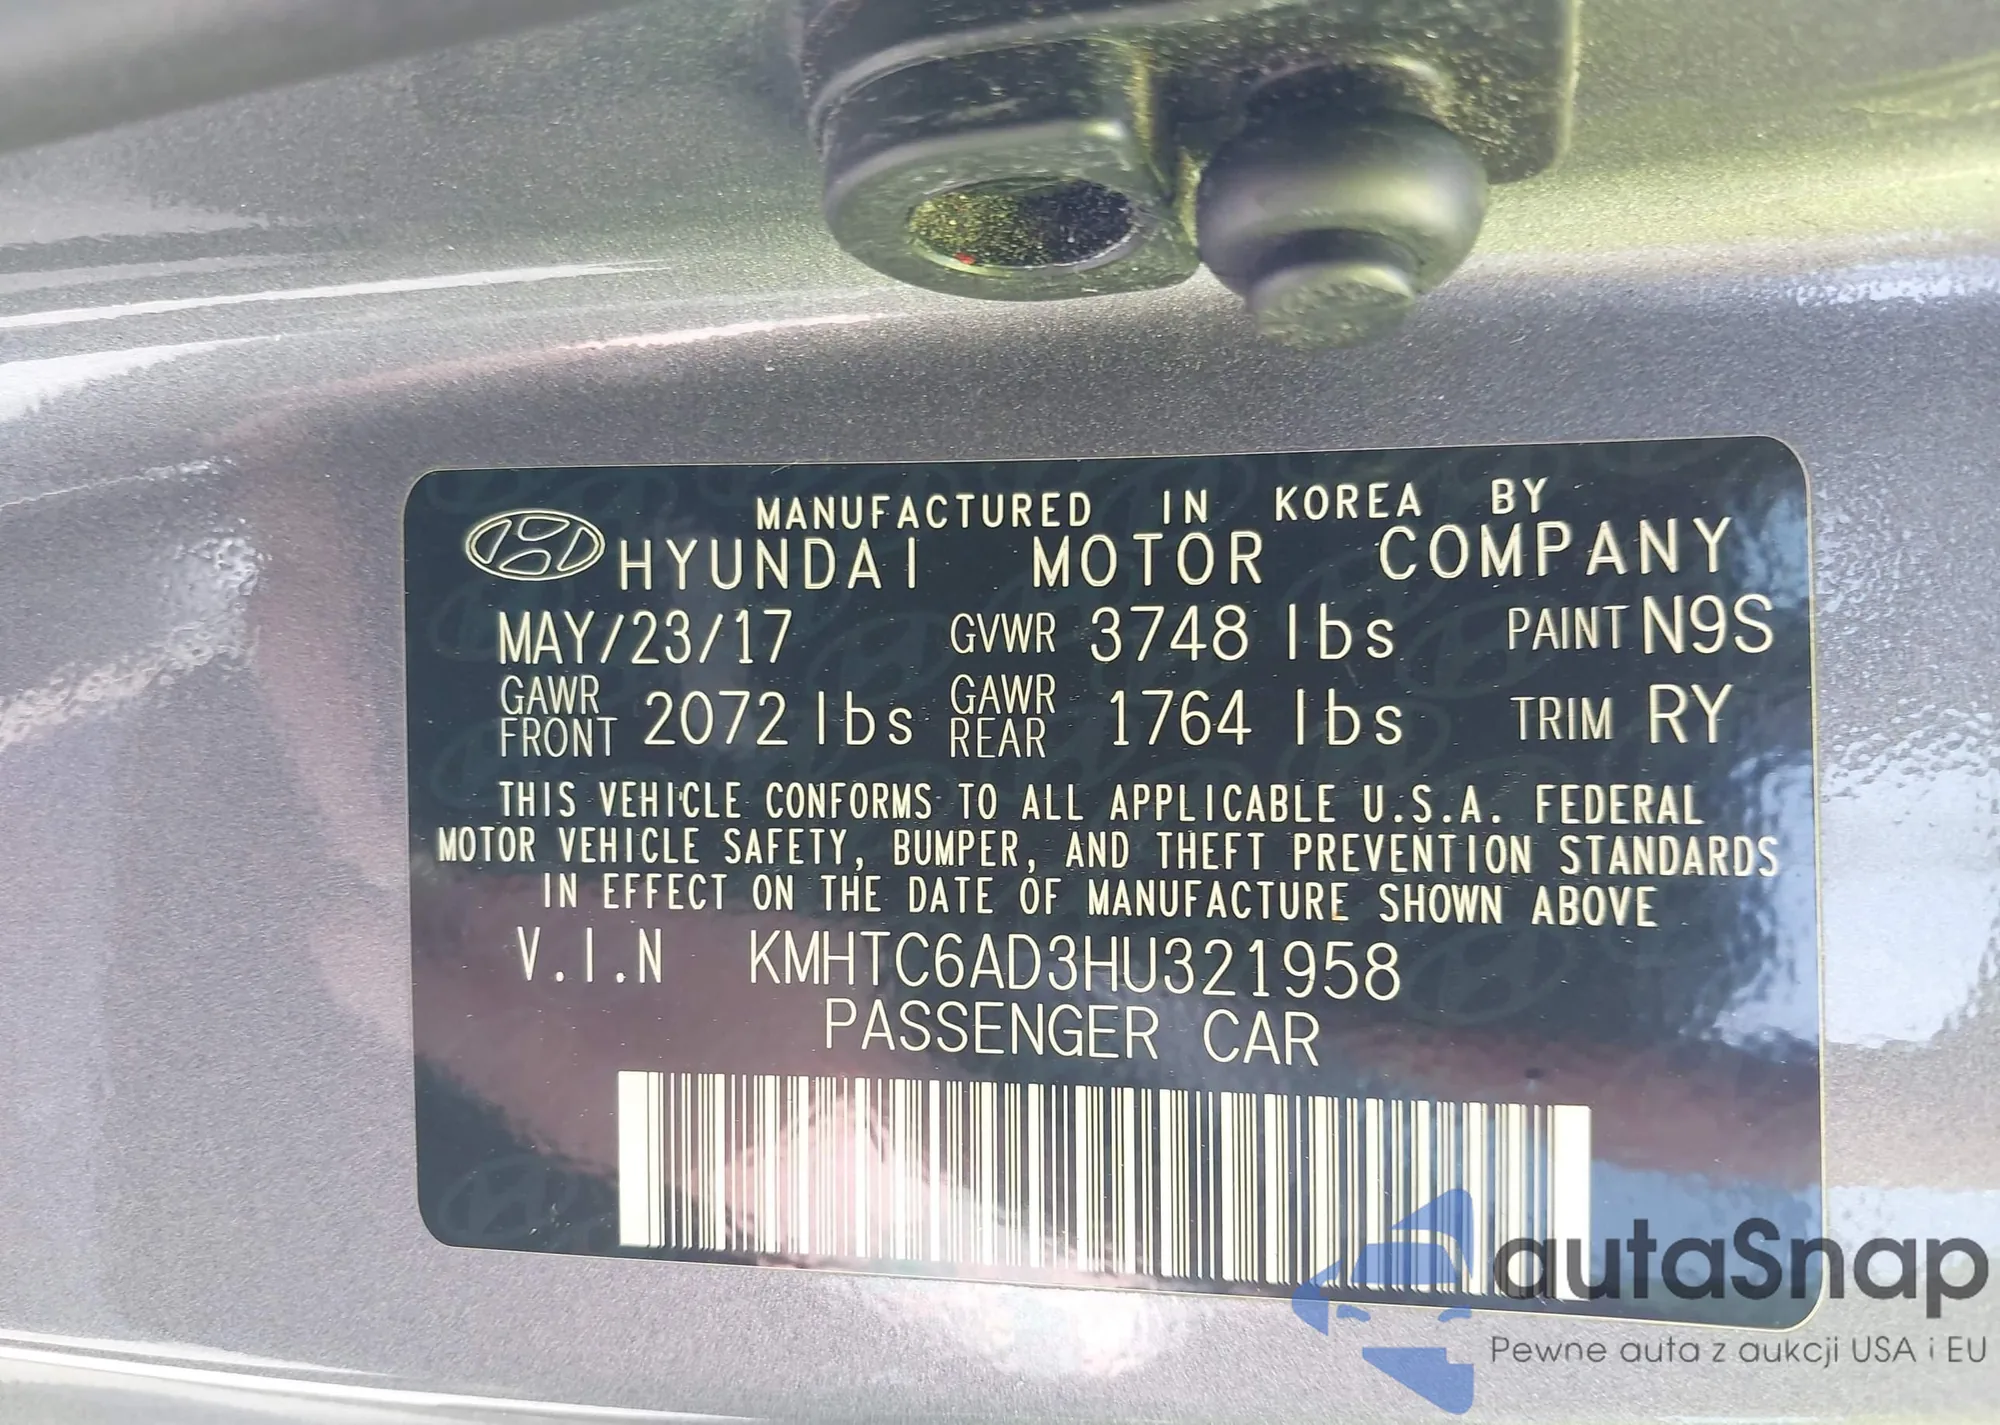 MANUFACTURED IN KOREA BY
HYUNDAI MOTOR COMPANY
MAY/23/17 GVWR 3748 lbs PAINT N9S
GAWR FRONT 2072 lbs GAWR REAR 1764 lbs TRIM RY
THIS VEHICLE CONFORMS TO ALL APPLICABLE U.S.A. FEDERAL
MOTOR VEHICLE SAFETY, BUMPER, AND THEFT PREVENTION STANDARDS
IN EFFECT ON THE DATE OF MANUFACTURE SHOWN ABOVE
V.I.N KMHTC6AD3HU321958
PASSENGER CAR
autaSnap
Pewne auta z aukcji USA i EU